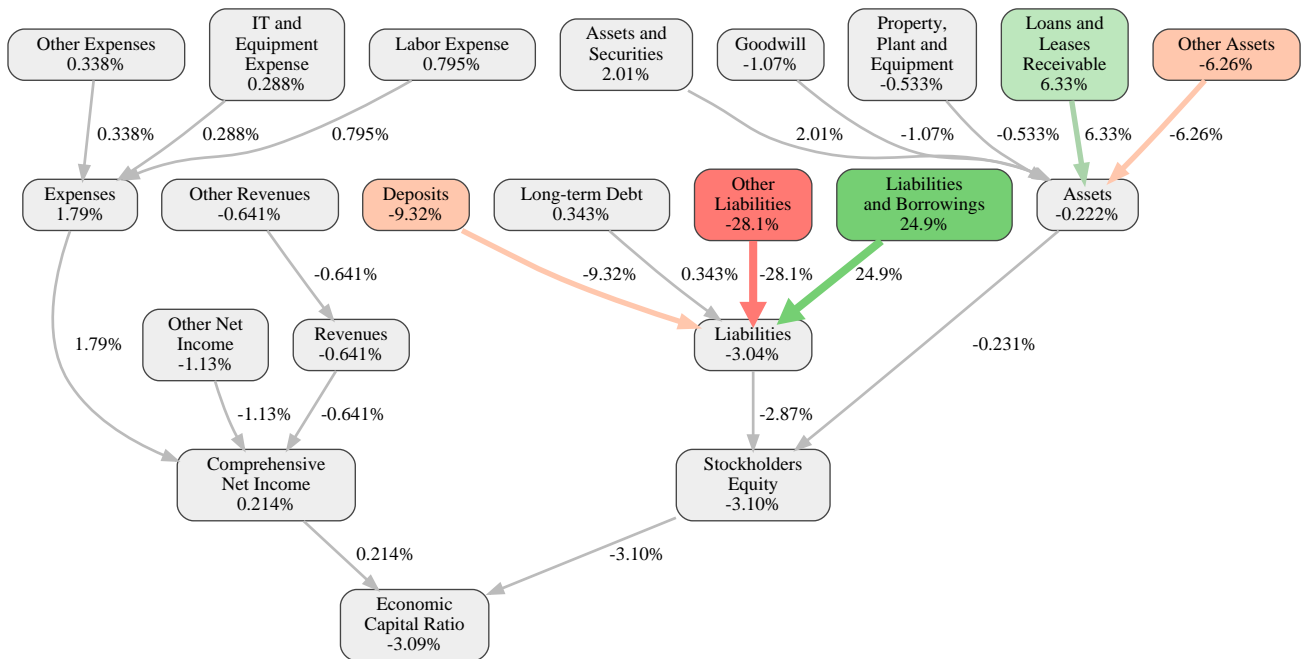 Other Expenses
0.338%
IT and
Equipment
Expense
0.288%
Labor Expense
0.795%
Assets and
Securities
2.01%
Goodwill
-1.07%
Property,
Plant and
Equipment
-0.533%
Loans and
Leases
Receivable
6.33%
Other Assets
-6.26%
0.338%
0.288%
0.795%
2.01%
-1.07%
-0.533%
6.33%
-6.26%
Expenses
1.79%
Other Revenues
-0.641%
Deposits
-9.32%
Long-term Debt
0.343%
Other
Liabilities
-28.1%
Liabilities
and Borrowings
24.9%
Assets
-0.222%
-0.641%
-9.32%
0.343%
-28.1%
24.9%
1.79%
Other Net
Income
-1.13%
Revenues
-0.641%
Liabilities
-3.04%
-0.231%
-1.13%
-0.641%
-2.87%
Comprehensive
Net Income
0.214%
Stockholders
Equity
-3.10%
0.214%
-3.10%
Economic
Capital Ratio
-3.09%